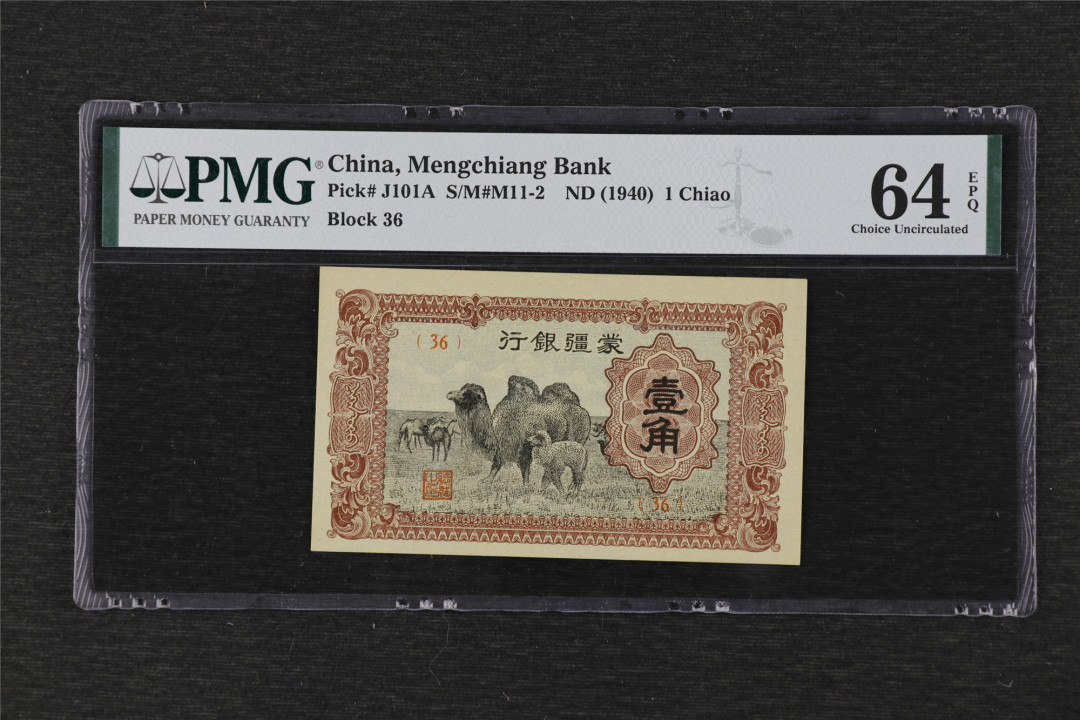 PMG®
PAPER MONEY GUARANTY
China, Mengchiang Bank
Pick# J101A S/M#M11-2 ND (1940) 1 Chiao
Block 36
64 EPQ
Choice Uncirculated
( 36 )
行銀疆蒙
壹角
( 36 )